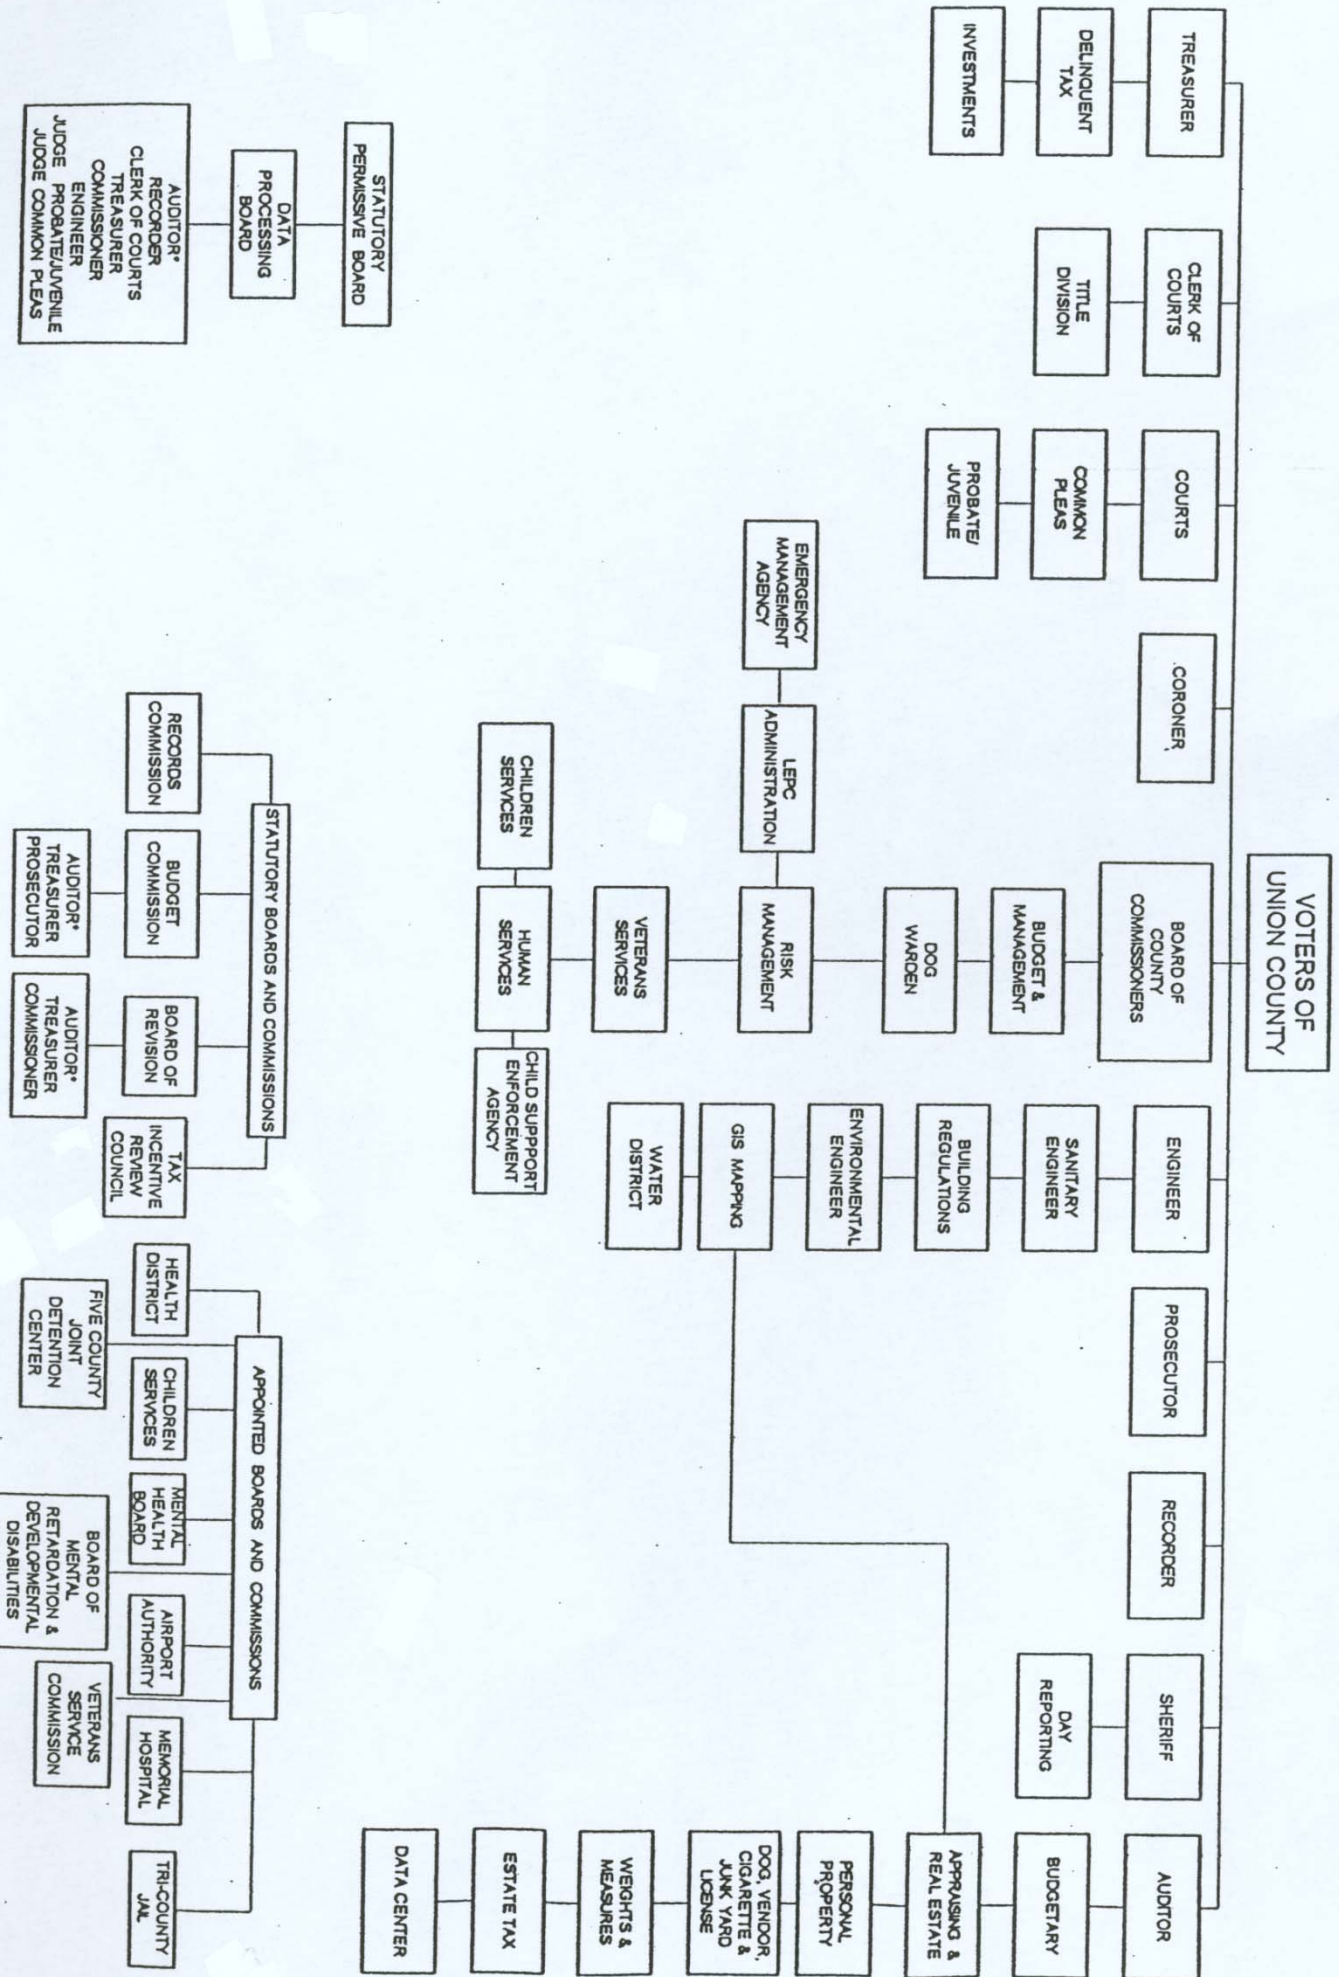 VOTERS OF
UNION COUNTY
TREASURER
DELINQUENT
TAX
INVESTMENTS
CLERK OF
COURTS
TITLE
DIVISION
COURTS
COMMON
PLEAS
PROBATE/
JUVENILE
CORONER
BOARD OF
COUNTY
COMMISSIONERS
BUDGET &
MANAGEMENT
DOG
WARDEN
RISK
MANAGEMENT
LEPC
ADMINISTRATION
EMERGENCY
MANAGEMENT
AGENCY
VETERANS
SERVICES
HUMAN
SERVICES
CHILDREN
SERVICES
CHILD SUPPPORT
ENFORCEMENT
AGENCY
ENGINEER
SANITARY
ENGINEER
BUILDING
REGULATIONS
ENVIRONMENTAL
ENGINEER
GIS MAPPING
WATER
DISTRICT
PROSECUTOR
RECORDER
SHERIFF
DAY
REPORTING
AUDITOR
BUDGETARY
APPRAISING &
REAL ESTATE
PERSONAL
PROPERTY
DOG, VENDOR,
CIGARETTE &
JUNK YARD
LICENSE
WEIGHTS &
MEASURES
ESTATE TAX
DATA CENTER
STATUTORY
PERMISSIVE BOARD
DATA
PROCESSING
BOARD
AUDITOR*
RECORDER
CLERK OF COURTS
TREASURER
COMMISSIONER
ENGINEER
JUDGE PROBATE/JUVENILE
JUDGE COMMON PLEAS
STATUTORY BOARDS AND COMMISSIONS
RECORDS
COMMISSION
BUDGET
COMMISSION
AUDITOR*
TREASURER
PROSECUTOR
BOARD OF
REVISION
AUDITOR*
TREASURER
COMMISSIONER
TAX
INCENTIVE
REVIEW
COUNCIL
APPOINTED BOARDS AND COMMISSIONS
HEALTH
DISTRICT
FIVE COUNTY
JOINT
DETENTION
CENTER
CHILDREN
SERVICES
MENTAL
HEALTH
BOARD
BOARD OF
MENTAL
RETARDATION &
DEVELOPMENTAL
DISABILITIES
AIRPORT
AUTHORITY
VETERANS
SERVICE
COMMISSION
MEMORIAL
HOSPITAL
TRI-COUNTY
JAIL